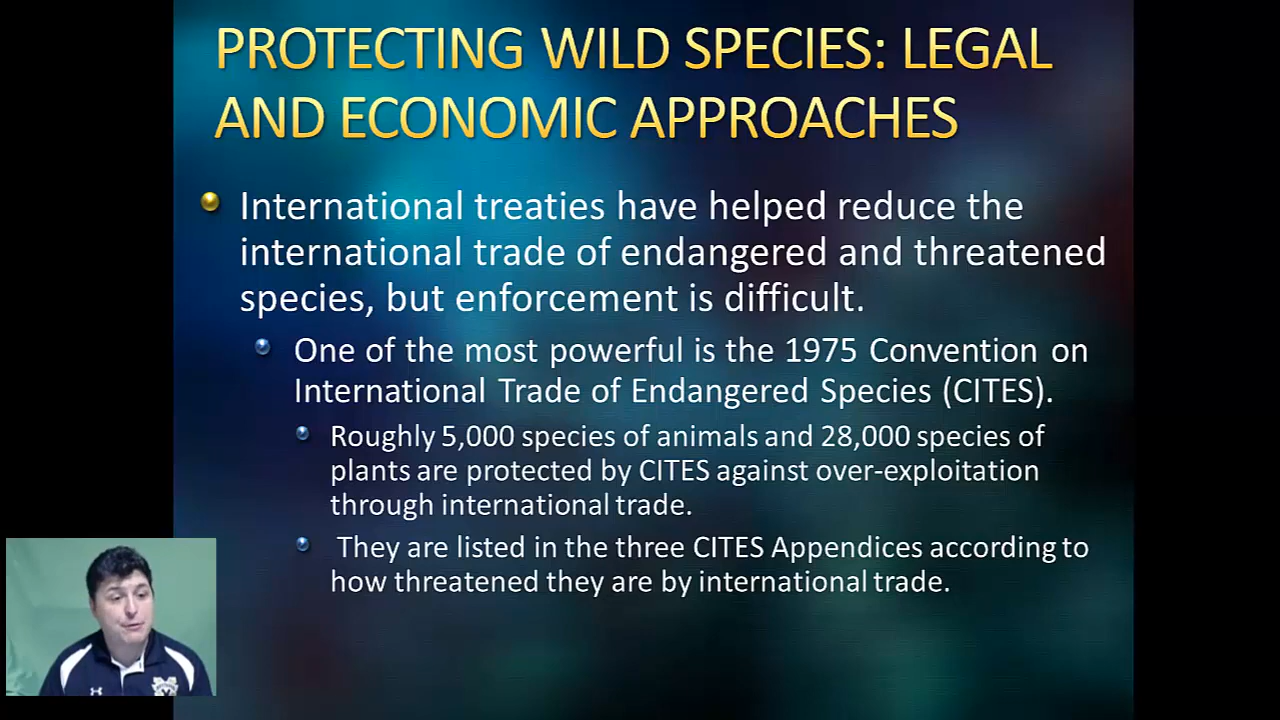 PROTECTING WILD SPECIES: LEGAL
AND ECONOMIC APPROACHES
International treaties have helped reduce the
international trade of endangered and threatened
species, but enforcement is difficult.
One of the most powerful is the 1975 Convention on
International Trade of Endangered Species (CITES).
Roughly 5,000 species of animals and 28,000 species of
plants are protected by CITES against over-exploitation
through international trade.
They are listed in the three CITES Appendices according to
how threatened they are by international trade.